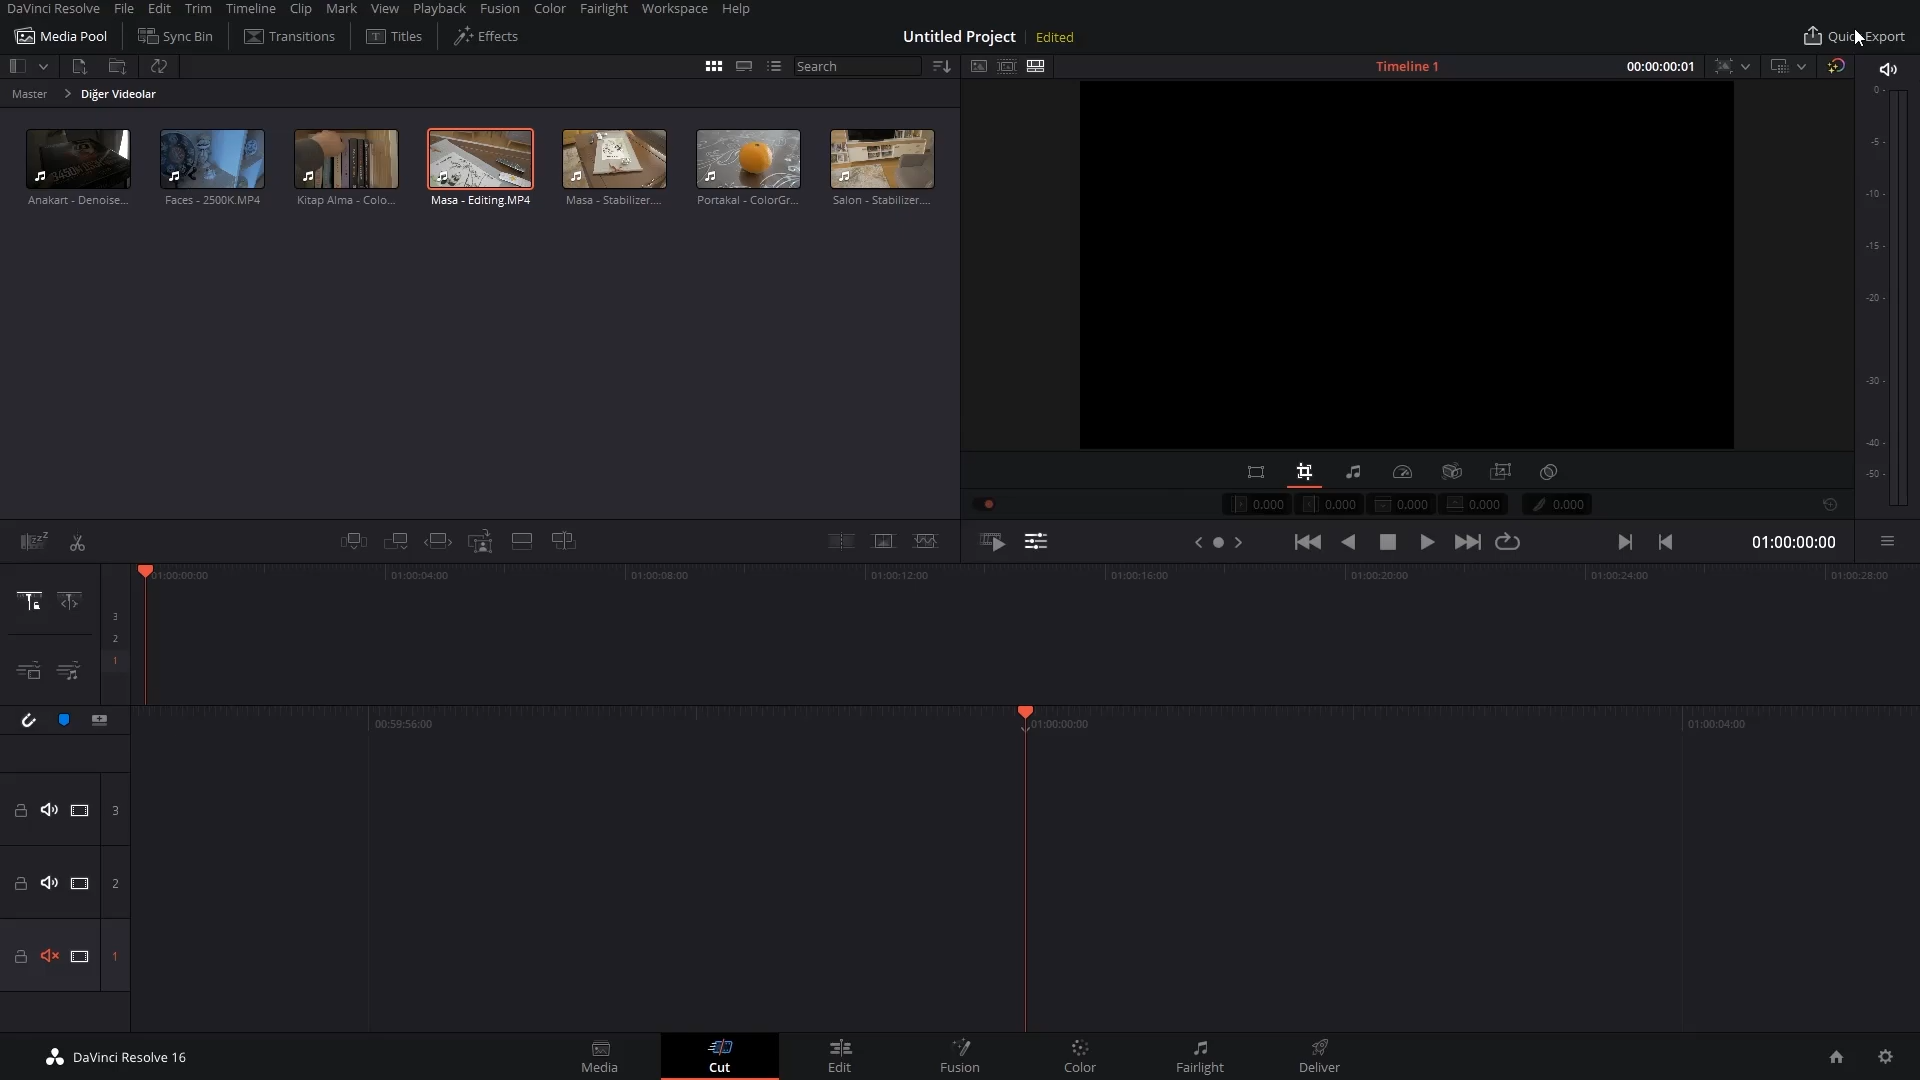 DaVinci Resolve File Edit Trim Timeline Clip Mark View Playback Fusion Color Fairlight Workspace Help
Media Pool Sync Bin Transitions Titles Effects Untitled Project Edited Quick Export
Search Timeline 1 00:00:00:01
Master > Diğer Videolar
Anakart - Denoise... Faces - 2500K.MP4 Kitap Alma - Colo... Masa - Editing.MP4 Masa - Stabilizer.... Portakal - ColorGr... Salon - Stabilizer....
0 -
-5 -
-10 -
-15 -
-20 -
-30 -
-40 -
-50 -
0.000 0.000 0.000 0.000 0.000
01:00:00:00
01:00:00:00 01:00:04:00 01:00:08:00 01:00:12:00 01:00:16:00 01:00:20:00 01:00:24:00 01:00:28:00
3
2
1
00:59:56:00 01:00:00:00 01:00:04:00
3
2
1
DaVinci Resolve 16 Media Cut Edit Fusion Color Fairlight Deliver